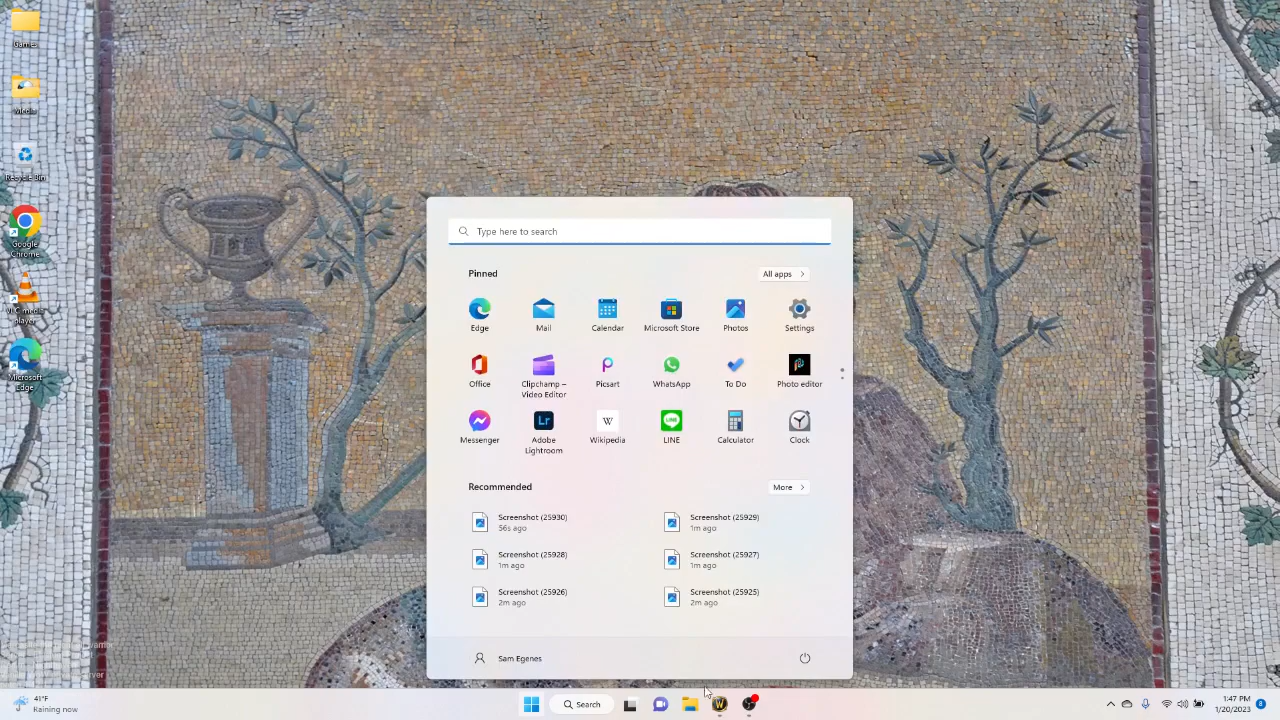 Games
Media
Recycle Bin
Google
Chrome
VLC media
player
Microsoft
Edge
Type here to search
Pinned
All apps
Edge
Mail
Calendar
Microsoft Store
Photos
Settings
Office
Clipchamp –
Video Editor
Picsart
WhatsApp
To Do
Photo editor
Messenger
Lr
Adobe
Lightroom
W
Wikipedia
LINE
LINE
Calculator
Clock
Recommended
More
Screenshot (25930)
56s ago
Screenshot (25929)
1m ago
Screenshot (25928)
1m ago
Screenshot (25927)
1m ago
Screenshot (25926)
2m ago
Screenshot (25925)
2m ago
Sam Egenes
41°F
Raining now
Search
W
1:47 PM
1/20/2023
8